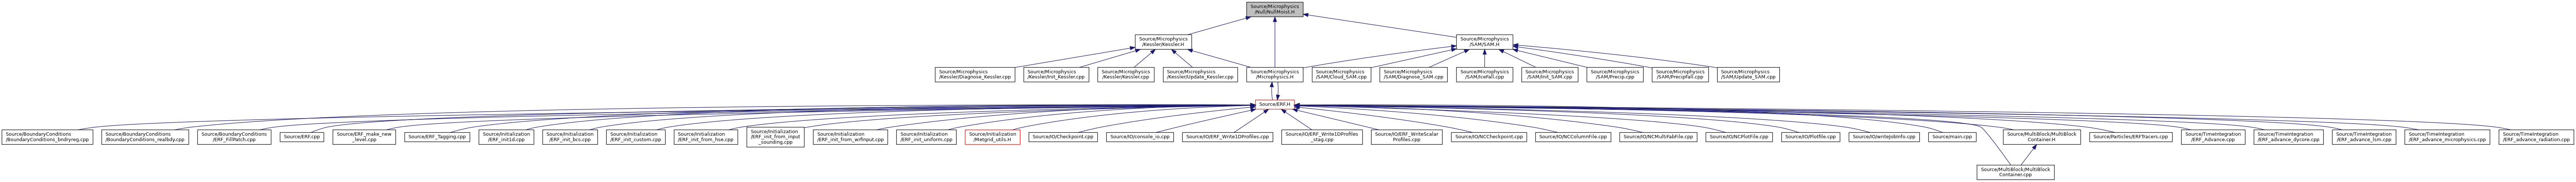 Source/Microphysics
/Null/NullMoist.H
Source/Microphysics
/Kessler/Kessler.H
Source/Microphysics
/SAM/SAM.H
Source/Microphysics
/Kessler/Diagnose_Kessler.cpp
Source/Microphysics
/Kessler/Init_Kessler.cpp
Source/Microphysics
/Kessler/Kessler.cpp
Source/Microphysics
/Kessler/Update_Kessler.cpp
Source/Microphysics
/Microphysics.H
Source/Microphysics
/SAM/Cloud_SAM.cpp
Source/Microphysics
/SAM/Diagnose_SAM.cpp
Source/Microphysics
/SAM/IceFall.cpp
Source/Microphysics
/SAM/Init_SAM.cpp
Source/Microphysics
/SAM/Precip.cpp
Source/Microphysics
/SAM/PrecipFall.cpp
Source/Microphysics
/SAM/Update_SAM.cpp
Source/ERF.H
Source/BoundaryConditions
/BoundaryConditions_bndryreg.cpp
Source/BoundaryConditions
/BoundaryConditions_realbdy.cpp
Source/BoundaryConditions
/ERF_FillPatch.cpp
Source/ERF.cpp
Source/ERF_make_new
_level.cpp
Source/ERF_Tagging.cpp
Source/Initialization
/ERF_init1d.cpp
Source/Initialization
/ERF_init_bcs.cpp
Source/Initialization
/ERF_init_custom.cpp
Source/Initialization
/ERF_init_from_hse.cpp
Source/Initialization
/ERF_init_from_input
_sounding.cpp
Source/Initialization
/ERF_init_from_wrfinput.cpp
Source/Initialization
/ERF_init_uniform.cpp
Source/Initialization
/Metgrid_utils.H
Source/IO/Checkpoint.cpp
Source/IO/console_io.cpp
Source/IO/ERF_Write1DProfiles.cpp
Source/IO/ERF_Write1DProfiles
_stag.cpp
Source/IO/ERF_WriteScalar
Profiles.cpp
Source/IO/NCCheckpoint.cpp
Source/IO/NCColumnFile.cpp
Source/IO/NCMultiFabFile.cpp
Source/IO/NCPlotFile.cpp
Source/IO/Plotfile.cpp
Source/IO/writeJobInfo.cpp
Source/main.cpp
Source/MultiBlock/MultiBlock
Container.H
Source/Particles/ERFTracers.cpp
Source/TimeIntegration
/ERF_Advance.cpp
Source/TimeIntegration
/ERF_advance_dycore.cpp
Source/TimeIntegration
/ERF_advance_lsm.cpp
Source/TimeIntegration
/ERF_advance_microphysics.cpp
Source/TimeIntegration
/ERF_advance_radiation.cpp
Source/MultiBlock/MultiBlock
Container.cpp